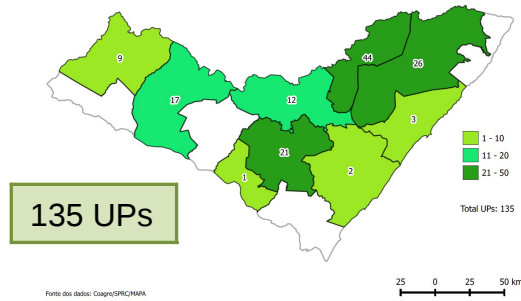 9
44
26
17
12
3
21
2
1
1 - 10
11 - 20
21 - 50
Total UPs: 135
135 UPs
Fonte dos dados: Coagre/SPRC/MAPA
25 0 25 50 km